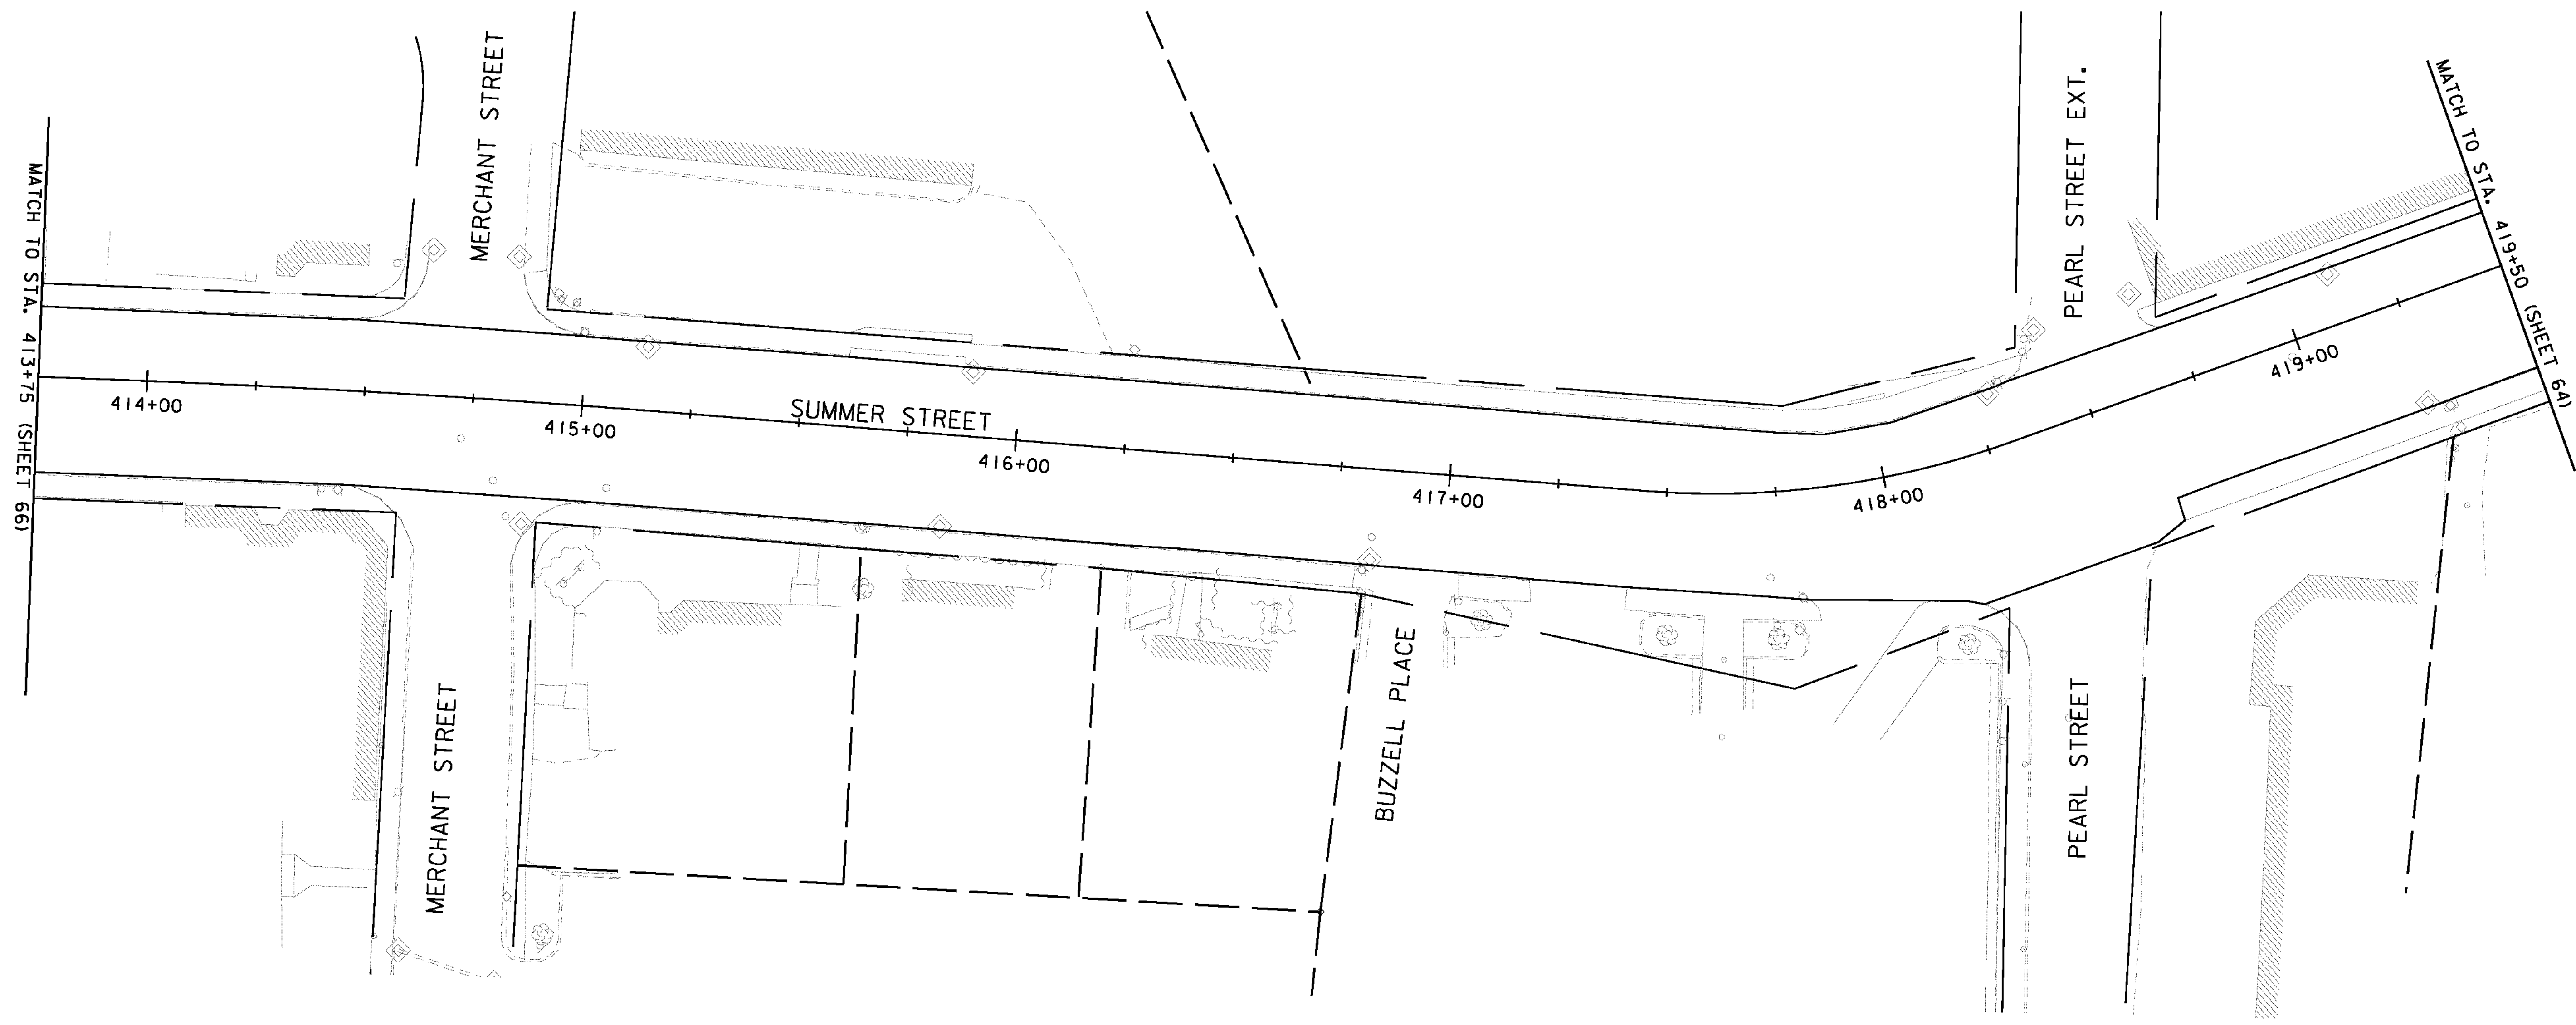 MATCH TO STA. 413+75 (SHEET 66)
MERCHANT STREET
PEARL STREET EXT.
MATCH TO STA. 419+50 (SHEET 64)
414+00
415+00
SUMMER STREET
416+00
417+00
418+00
419+00
MERCHANT STREET
BUZZELL PLACE
PEARL STREET